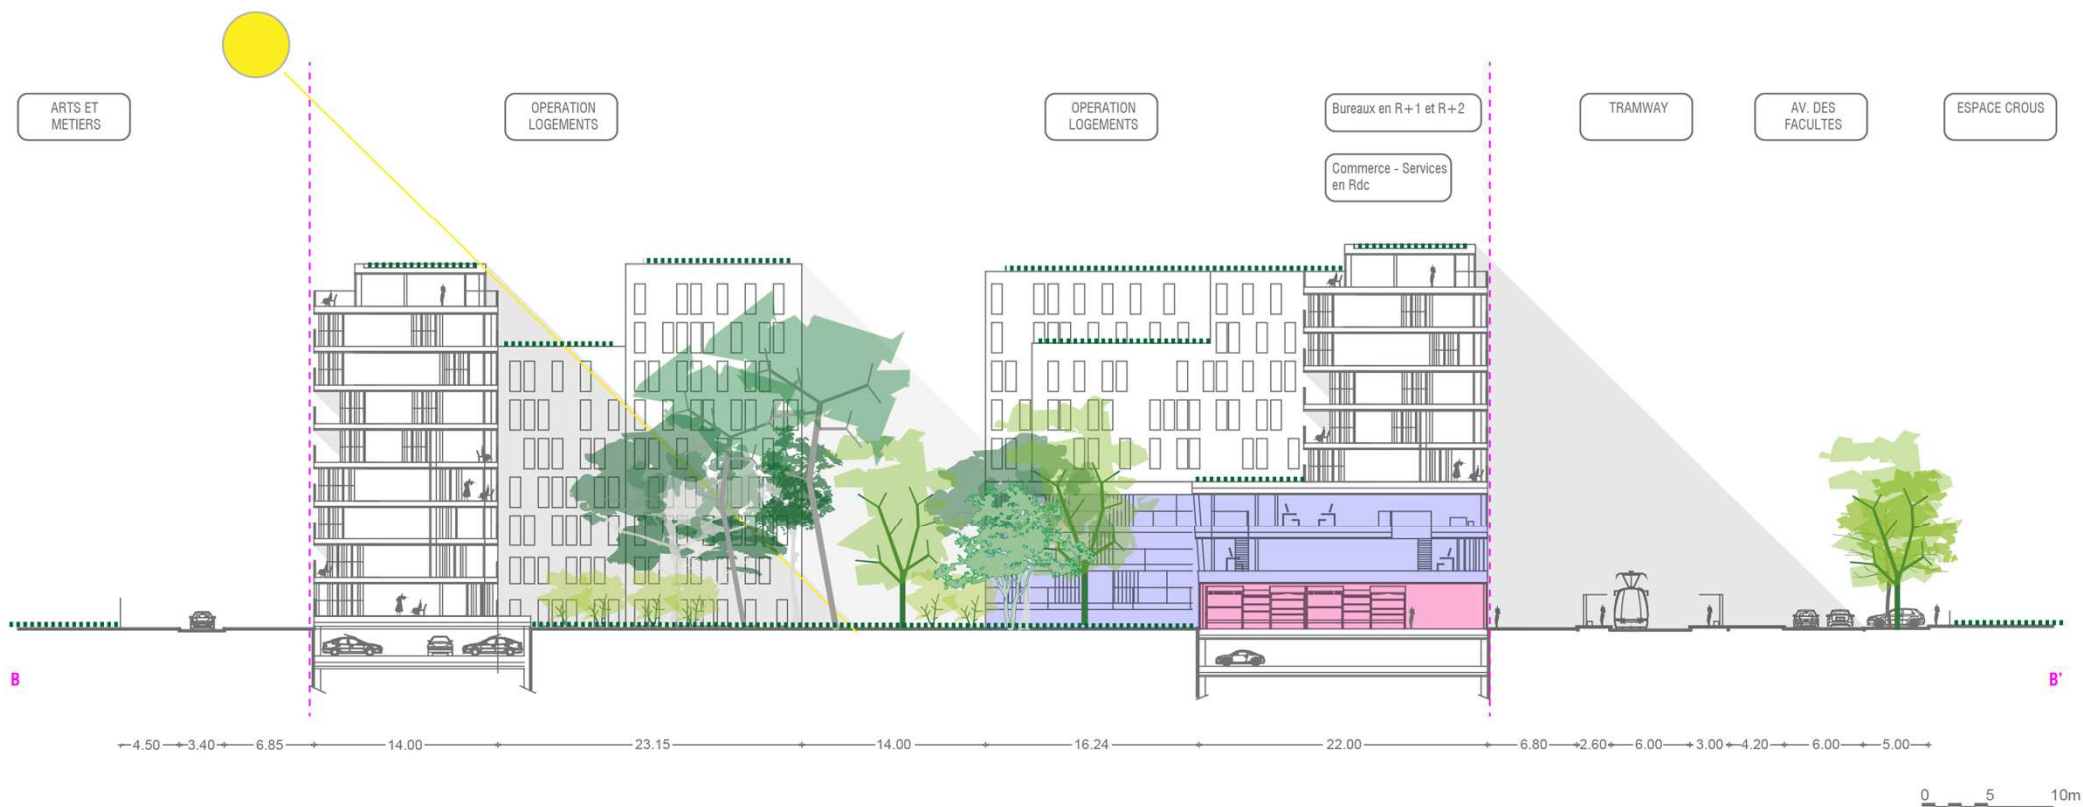 ARTS ET
METIERS
OPERATION
LOGEMENTS
OPERATION
LOGEMENTS
Bureaux en R+1 et R+2
Commerce - Services
en Rdc
TRAMWAY
AV. DES
FACULTES
ESPACE CROUS
B
B'
4.50 3.40 6.85 14.00 23.15 14.00 16.24 22.00 6.80 2.60 6.00 3.00 4.20 6.00 5.00
0 5 10m